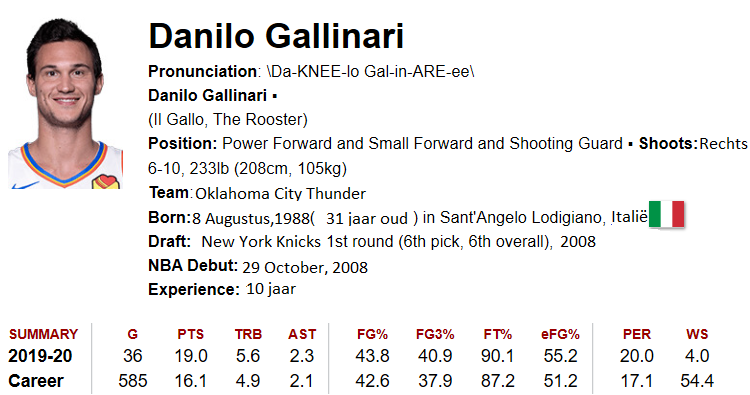 Danilo Gallinari
Pronunciation: \Da-KNEE-lo Gal-in-ARE-ee\
Danilo Gallinari ▪
(Il Gallo, The Rooster)
Position: Power Forward and Small Forward and Shooting Guard ▪ Shoots:Rechts
6-10, 233lb (208cm, 105kg)
Team:Oklahoma City Thunder
Born:8 Augustus,1988( 31 jaar oud ) in Sant'Angelo Lodigiano, Italië
Draft: New York Knicks 1st round (6th pick, 6th overall), 2008
NBA Debut: 29 October, 2008
Experience: 10 jaar
SUMMARY G PTS TRB AST FG% FG3% FT% eFG% PER WS
2019-20 36 19.0 5.6 2.3 43.8 40.9 90.1 55.2 20.0 4.0
Career 585 16.1 4.9 2.1 42.6 37.9 87.2 51.2 17.1 54.4